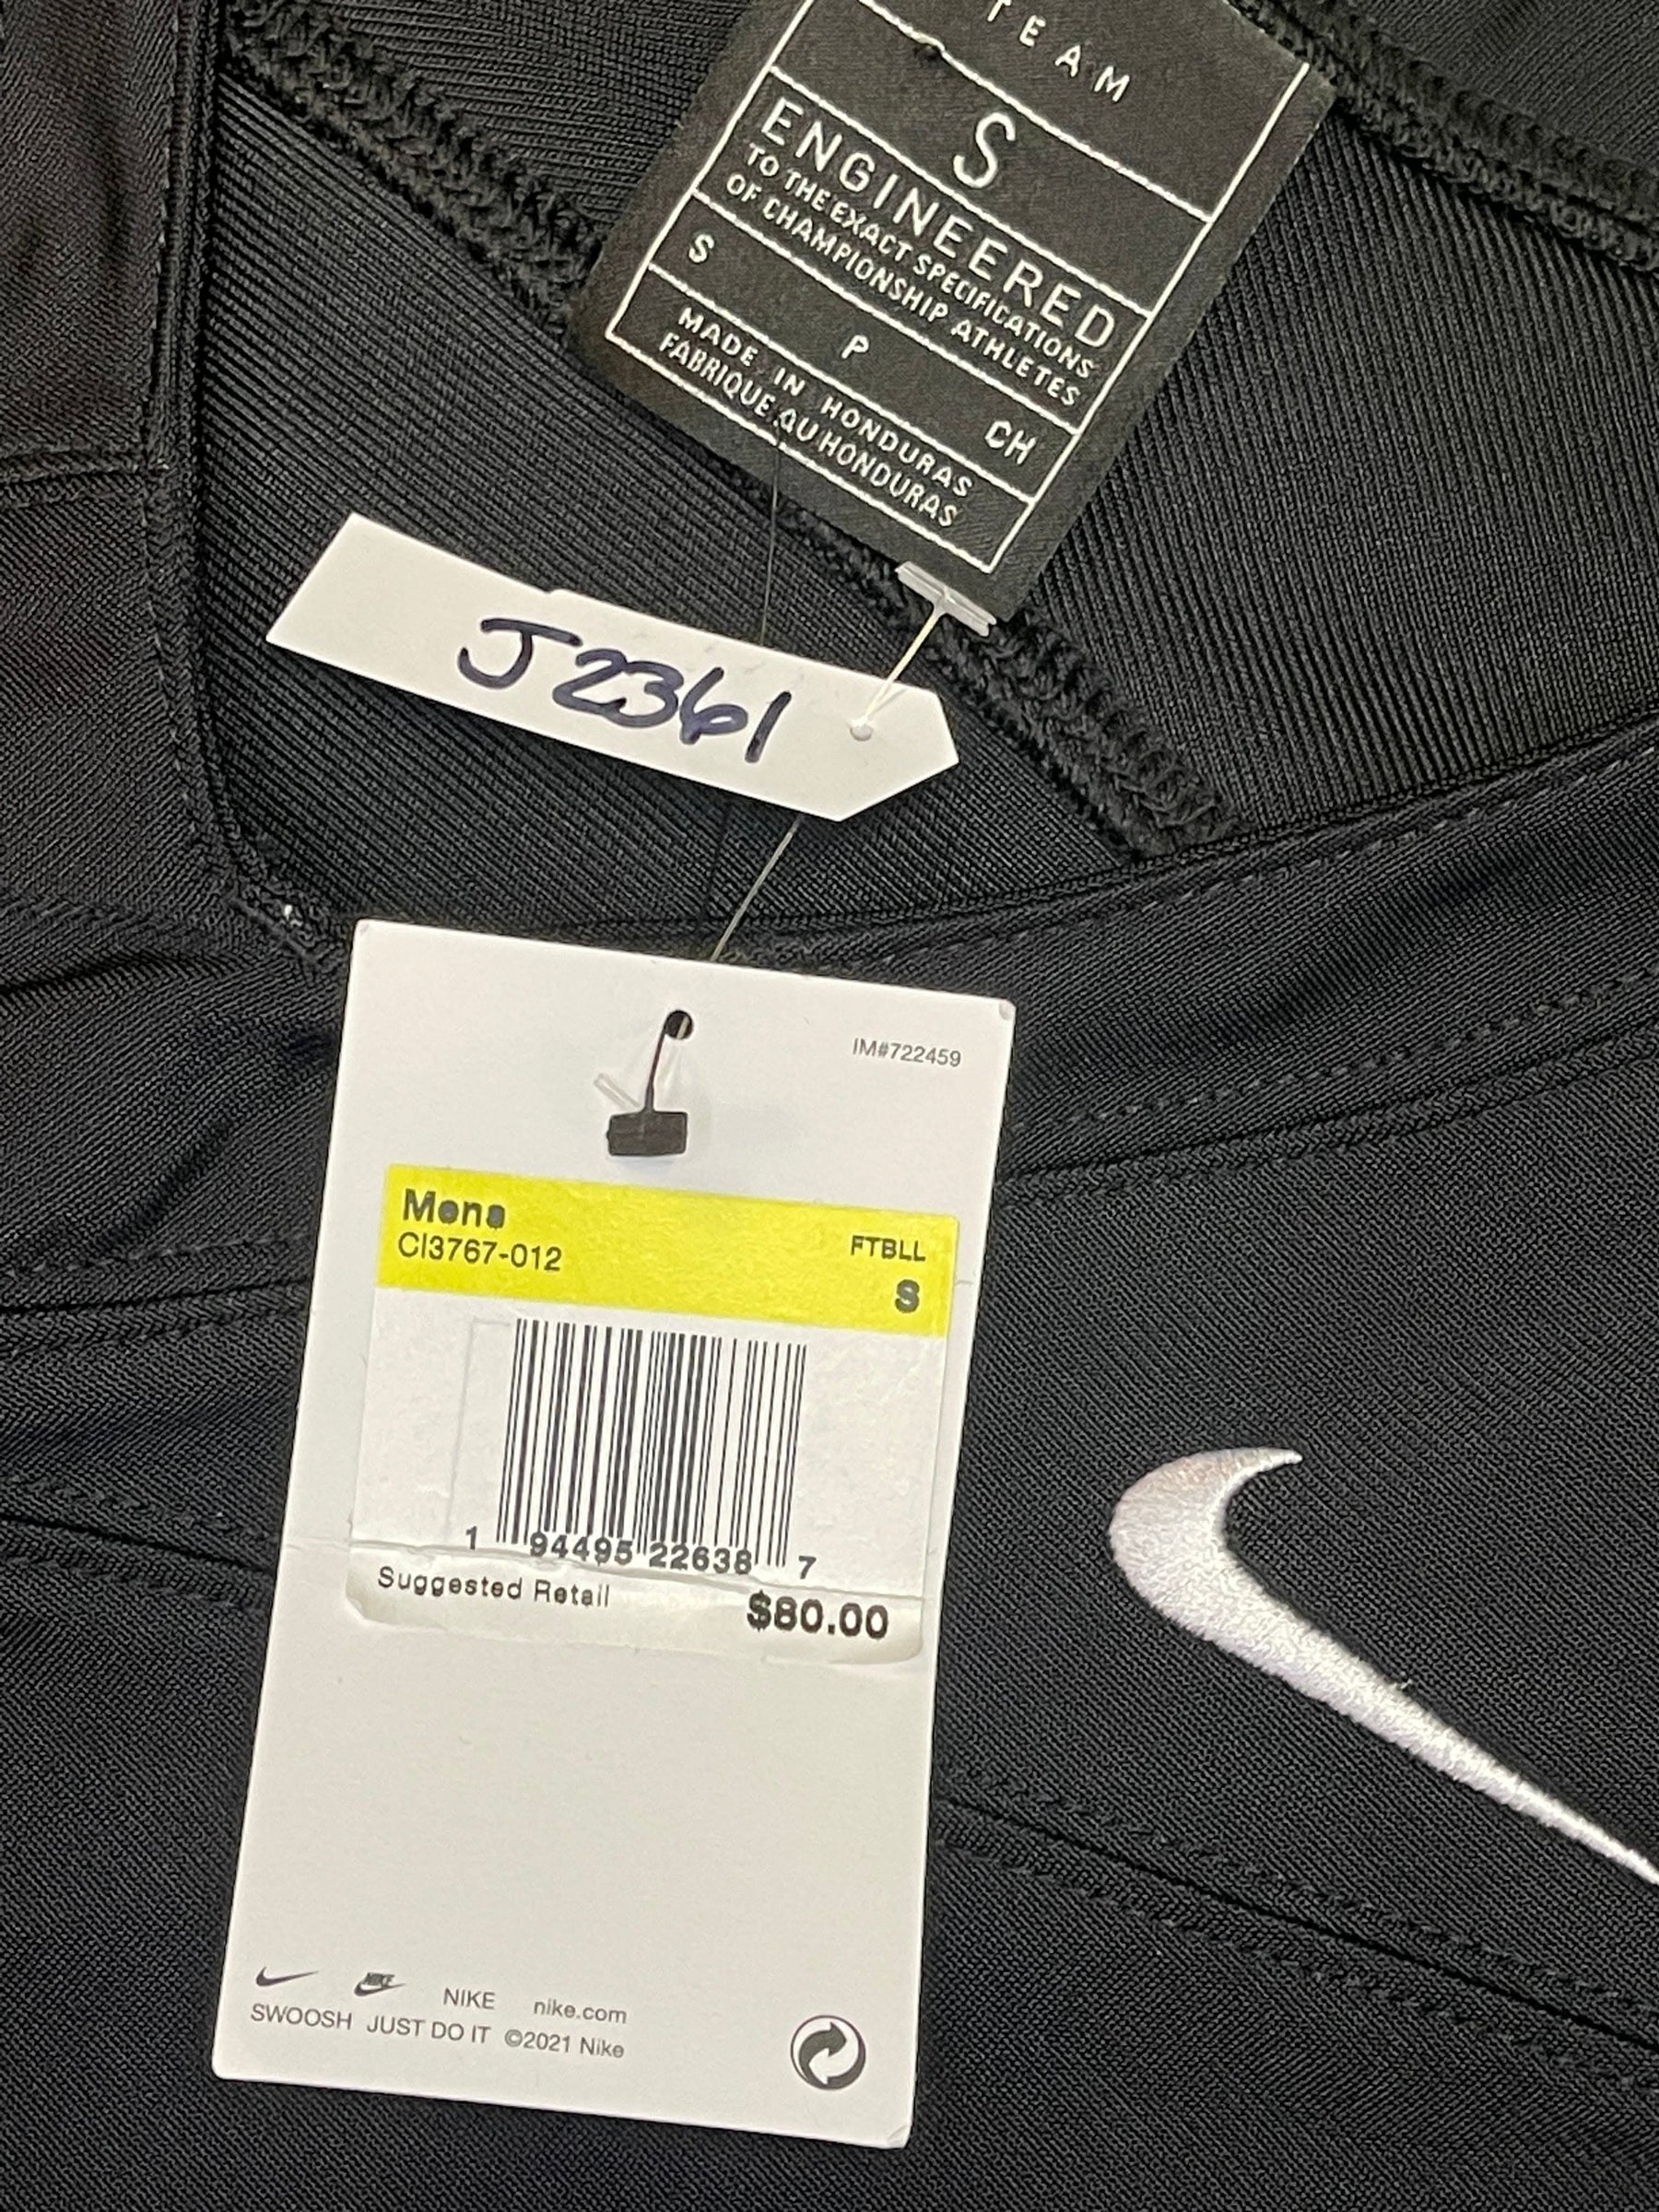 TEAM
S
ENGINEERED
TO THE EXACT SPECIFICATIONS
OF CHAMPIONSHIP ATHLETES
S P CH
MADE IN HONDURAS
FABRIQUE AU HONDURAS
J2361
IM#722459
Mens
CI3767-012 FTBLL
S
1 94495 22638 7
Suggested Retail $80.00
NIKE NIKE nike.com
SWOOSH JUST DO IT ©2021 Nike